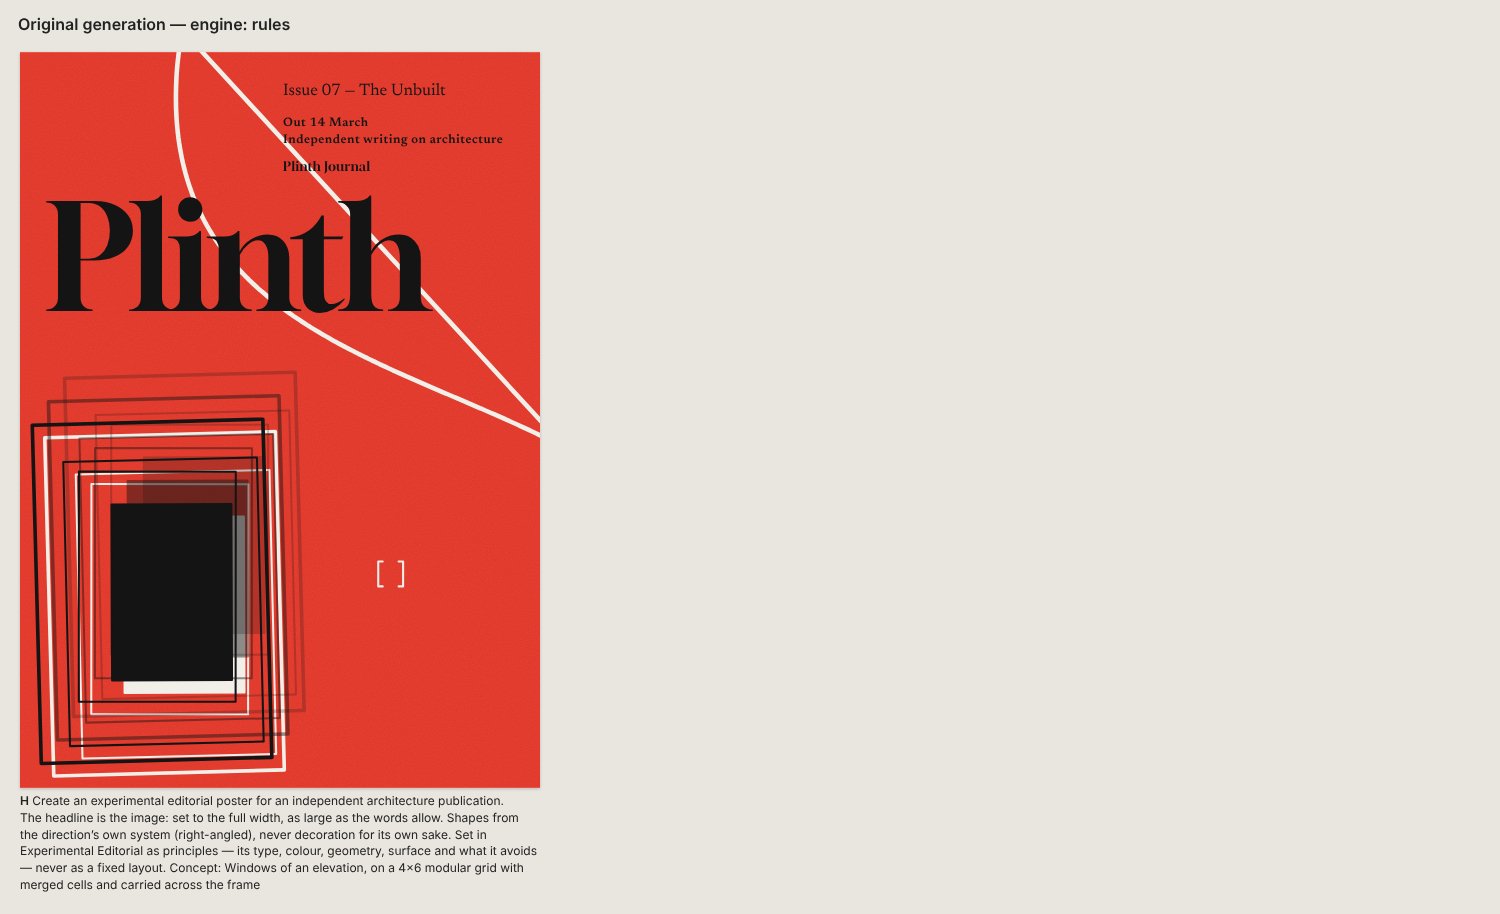 Original generation — engine: rules
Issue 07 – The Unbuilt
Out 14 March
Independent writing on architecture
Plinth Journal
Plinth
[ ]
H Create an experimental editorial poster for an independent architecture publication.
The headline is the image: set to the full width, as large as the words allow. Shapes from
the direction's own system (right-angled), never decoration for its own sake. Set in
Experimental Editorial as principles — its type, colour, geometry, surface and what it avoids
— never as a fixed layout. Concept: Windows of an elevation, on a 4×6 modular grid with
merged cells and carried across the frame